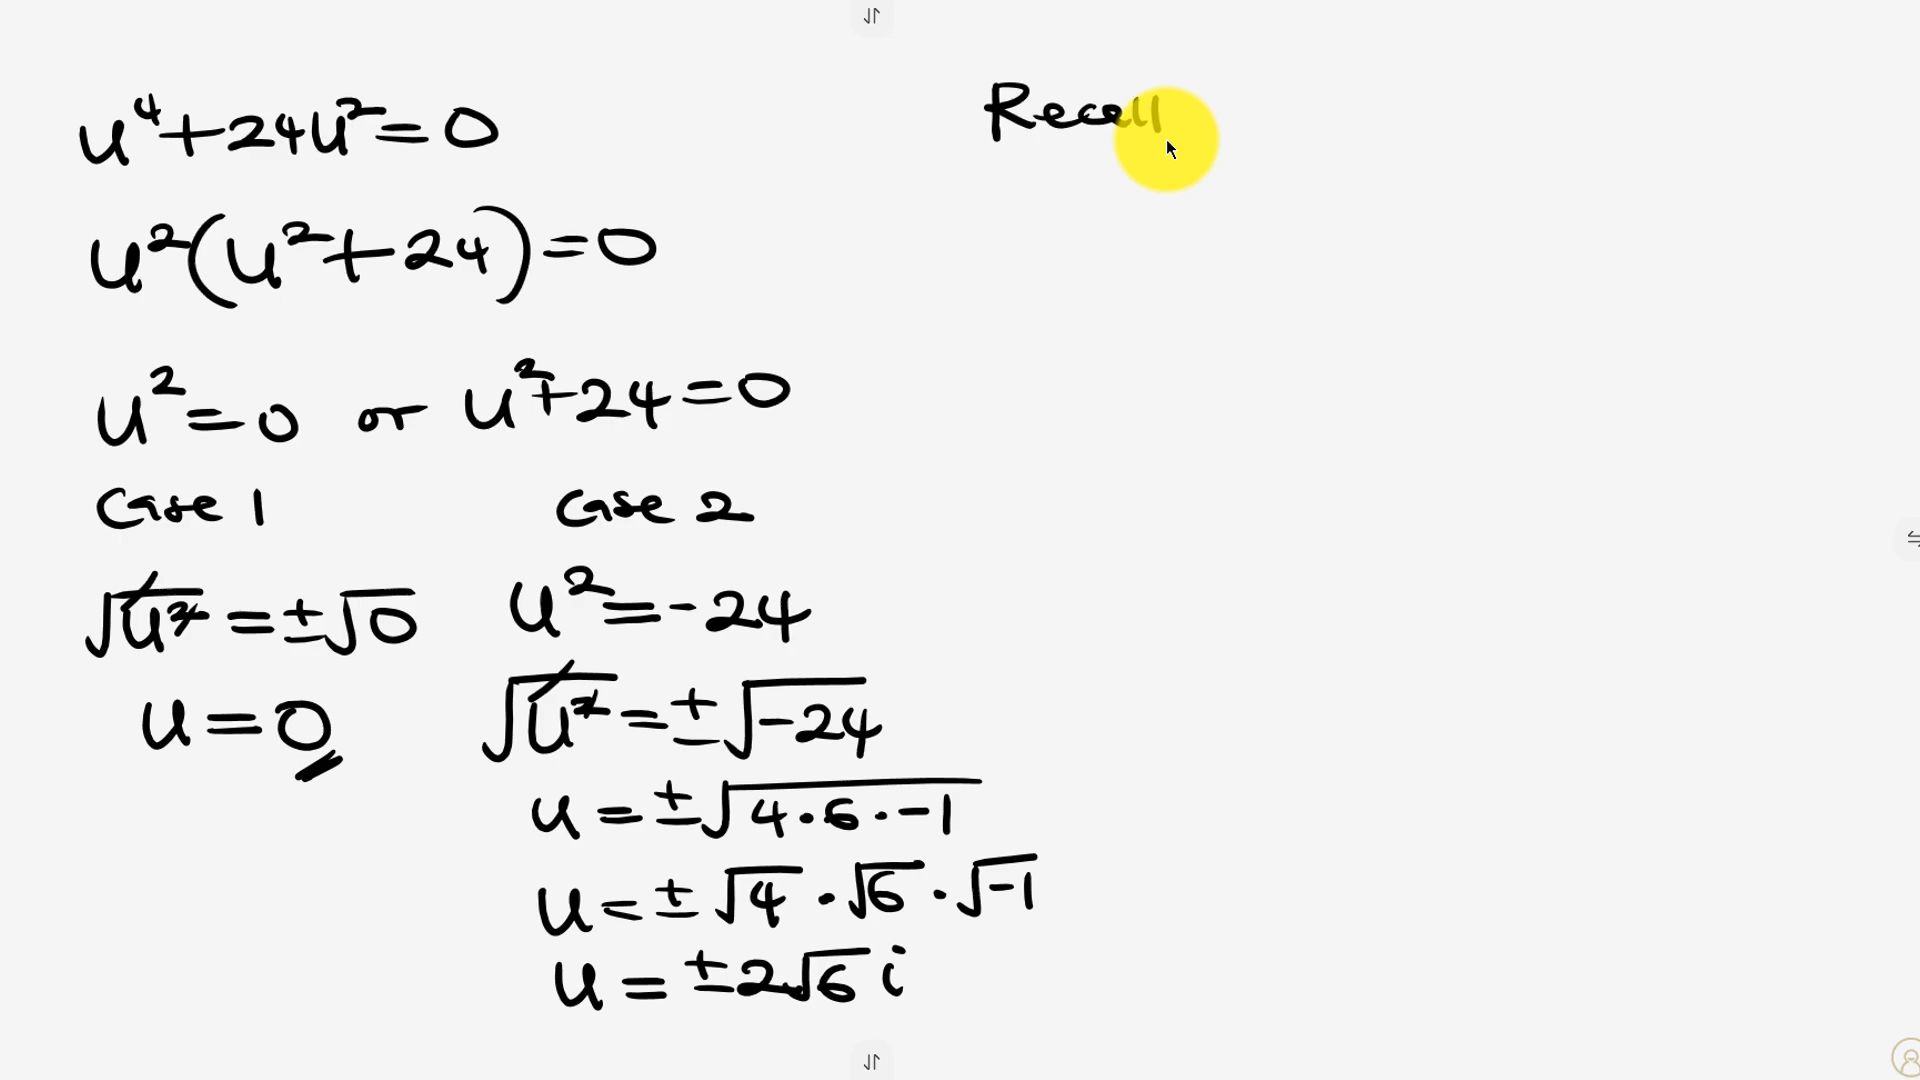 u⁴+24u²=0
u²(u²+24)=0
u²=0 or u²+24=0
Case 1
√u²=±√0
u=0
Case 2
u²=-24
√u²=±√-24
u=±√4·6·-1
u=±√4·√6·√-1
u=±2√6 i
Recall